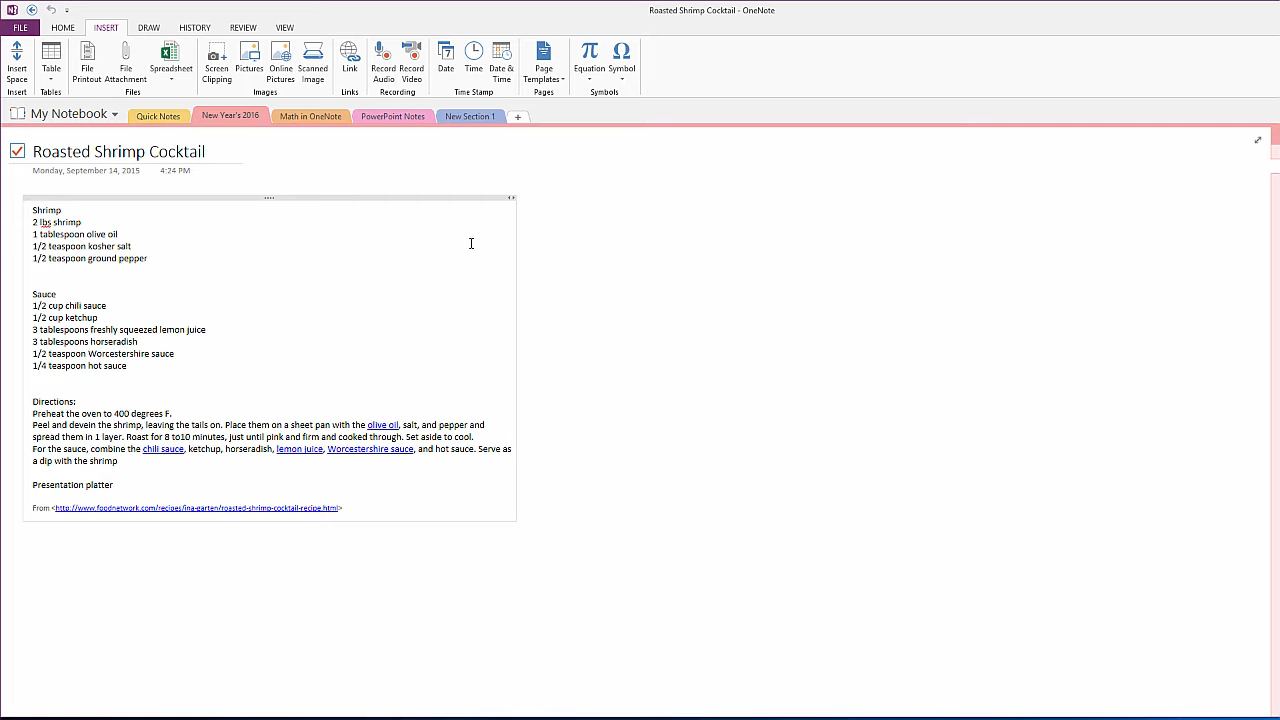 Roasted Shrimp Cocktail - OneNote
FILE HOME INSERT DRAW HISTORY REVIEW VIEW
Insert Space
Table
File Printout
File Attachment
Spreadsheet
Screen Clipping
Pictures
Online Pictures
Scanned Image
Link
Record Audio
Record Video
7
Date
Time
Date & Time
Page Templates
π
Equation
Ω
Symbol
Insert Tables Files Images Links Recording Time Stamp Pages Symbols
My Notebook Quick Notes New Year's 2016 Math in OneNote PowerPoint Notes New Section 1 +
Roasted Shrimp Cocktail
Monday, September 14, 2015 4:24 PM
Shrimp
2 lbs shrimp
1 tablespoon olive oil
1/2 teaspoon kosher salt
1/2 teaspoon ground pepper
Sauce
1/2 cup chili sauce
1/2 cup ketchup
3 tablespoons freshly squeezed lemon juice
3 tablespoons horseradish
1/2 teaspoon Worcestershire sauce
1/4 teaspoon hot sauce
Directions:
Preheat the oven to 400 degrees F.
Peel and devein the shrimp, leaving the tails on. Place them on a sheet pan with the olive oil, salt, and pepper and
spread them in 1 layer. Roast for 8 to10 minutes, just until pink and firm and cooked through. Set aside to cool.
For the sauce, combine the chili sauce, ketchup, horseradish, lemon juice, Worcestershire sauce, and hot sauce. Serve as
a dip with the shrimp
Presentation platter
From <http://www.foodnetwork.com/recipes/ina-garten/roasted-shrimp-cocktail-recipe.html>